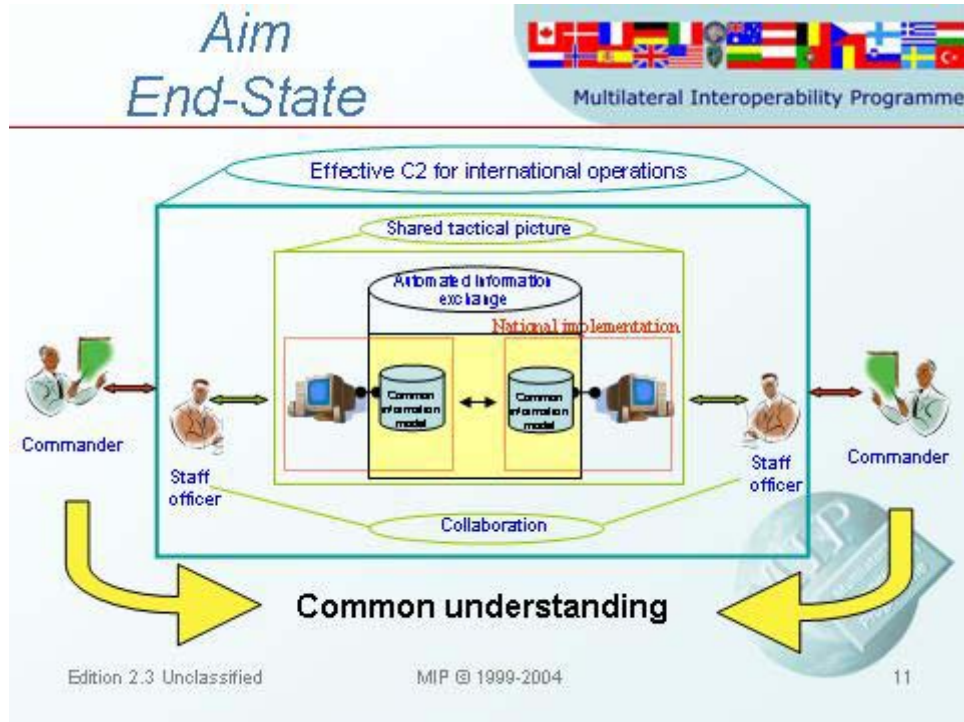 Aim
End-State
Multilateral Interoperability Programme
Effective C2 for international operations
Shared tactical picture
Automated information
exchange
National implementation
Common
information
model
Common
information
model
Commander
Staff
officer
Staff
officer
Commander
Collaboration
Common understanding
MIP
Edition 2.3 Unclassified
MIP © 1999-2004
11